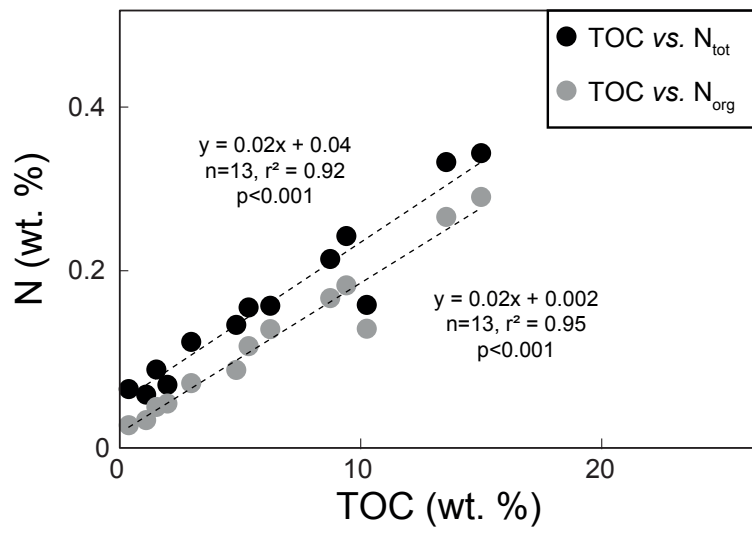 TOC vs. Ntot
TOC vs. Norg
0.4
y = 0.02x + 0.04
n=13, r² = 0.92
p<0.001
N (wt. %)
0.2
y = 0.02x + 0.002
n=13, r² = 0.95
p<0.001
0
0
10
20
TOC (wt. %)